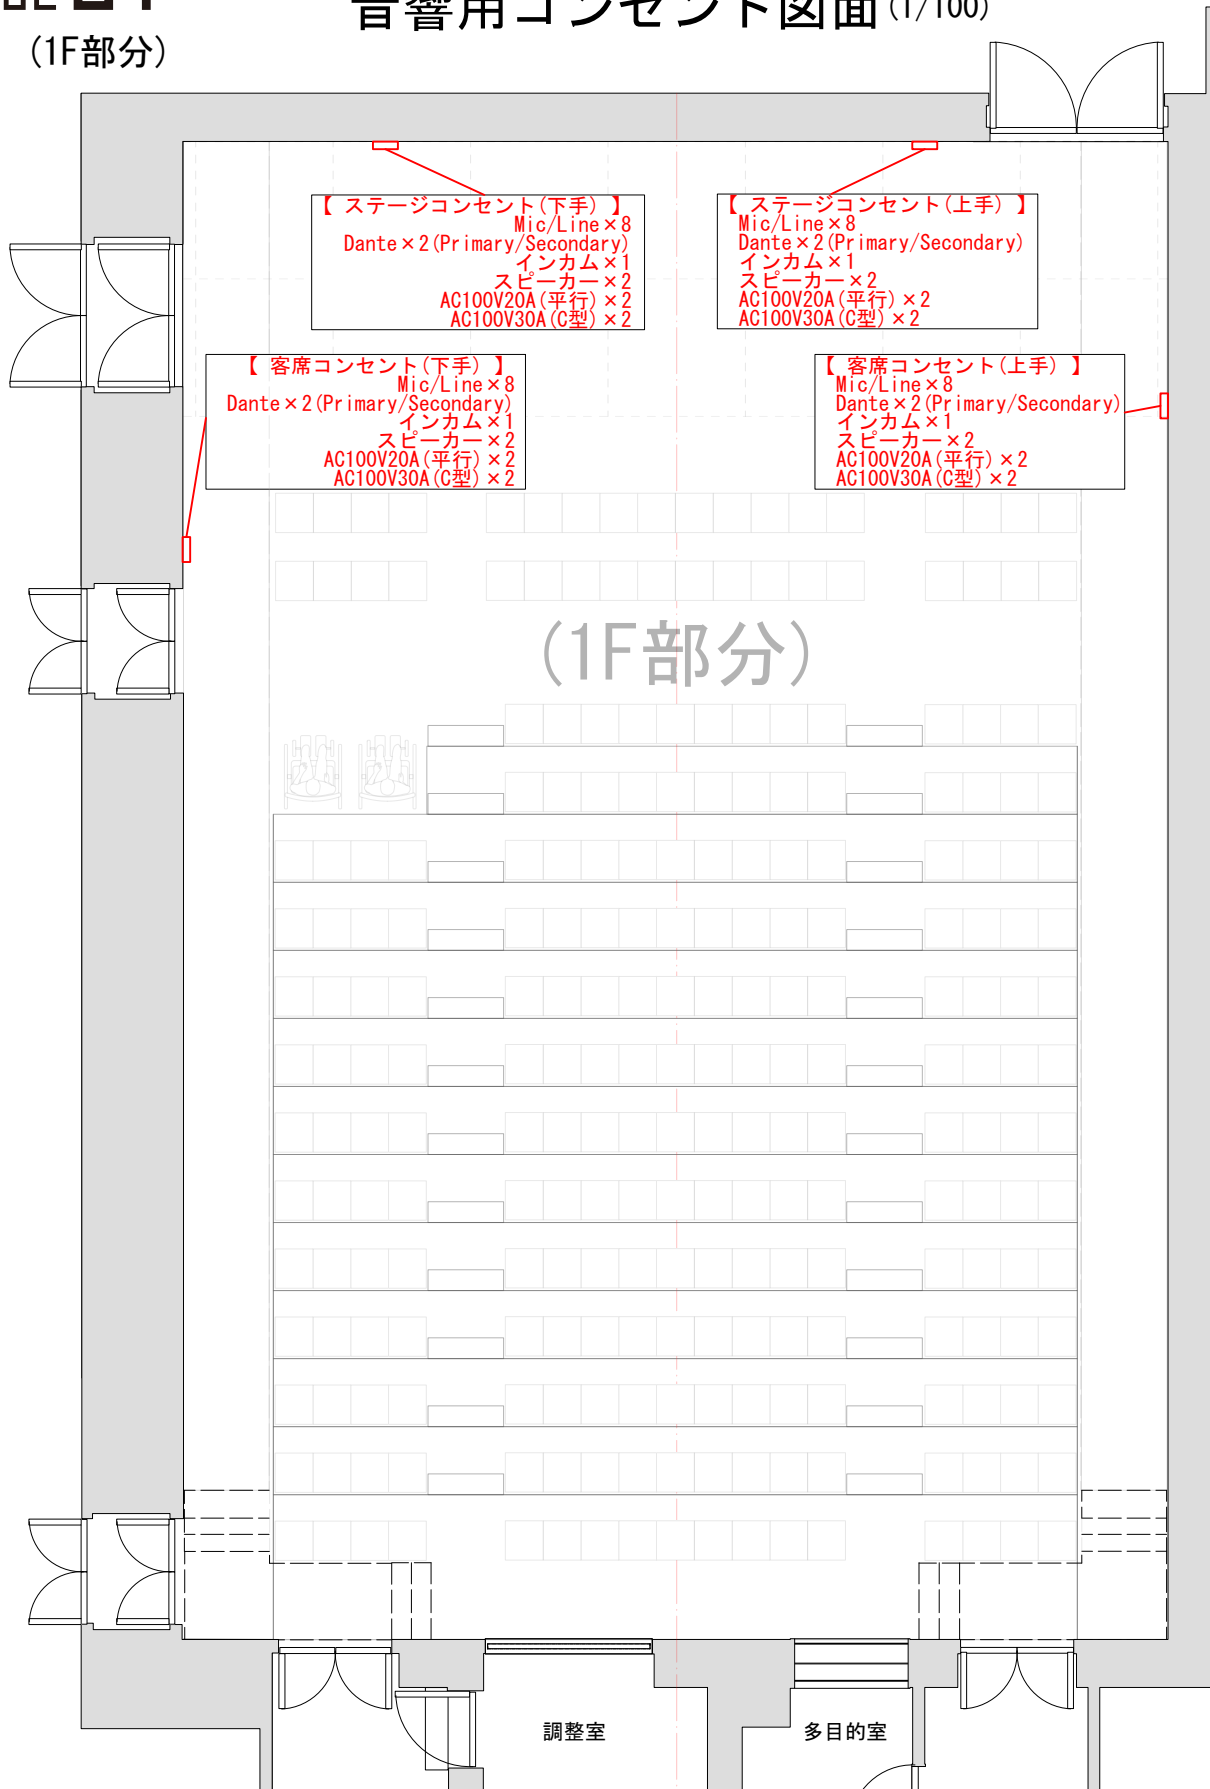 音響用コンセント図面(1/100)
(1F部分)
【 ステージコンセント(下手) 】
Mic/Line×8
Dante×2(Primary/Secondary)
インカム×1
スピーカー×2
AC100V20A(平行)×2
AC100V30A(C型)×2
【 ステージコンセント(上手) 】
Mic/Line×8
Dante×2(Primary/Secondary)
インカム×1
スピーカー×2
AC100V20A(平行)×2
AC100V30A(C型)×2
【 客席コンセント(下手) 】
Mic/Line×8
Dante×2(Primary/Secondary)
インカム×1
スピーカー×2
AC100V20A(平行)×2
AC100V30A(C型)×2
【 客席コンセント(上手) 】
Mic/Line×8
Dante×2(Primary/Secondary)
インカム×1
スピーカー×2
AC100V20A(平行)×2
AC100V30A(C型)×2
(1F部分)
調整室
多目的室